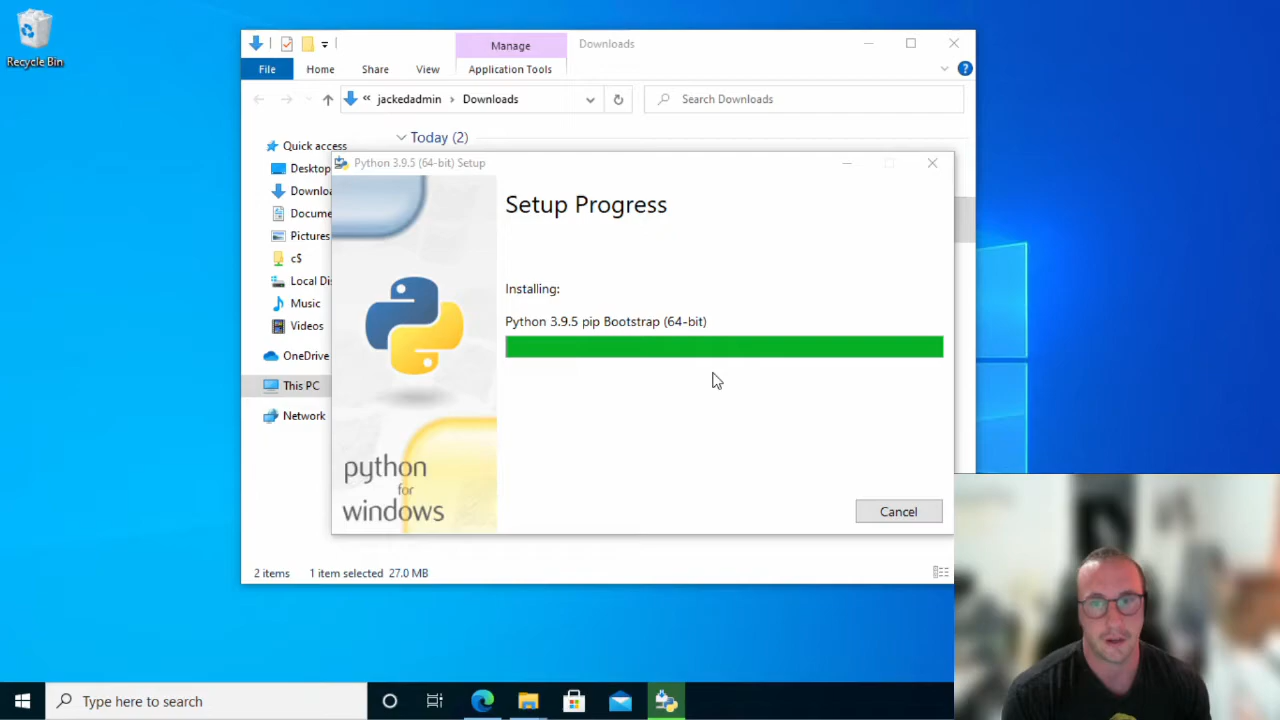 Recycle Bin
Manage
Downloads
File
Home
Share
View
Application Tools
jackedadmin
Downloads
Search Downloads
Quick access
Today (2)
Desktop
Downloa
Docume
Pictures
c$
Local Dis
Music
Videos
OneDrive
This PC
Network
Python 3.9.5 (64-bit) Setup
Setup Progress
Installing:
Python 3.9.5 pip Bootstrap (64-bit)
python
for
windows
Cancel
2 items
1 item selected 27.0 MB
Type here to search